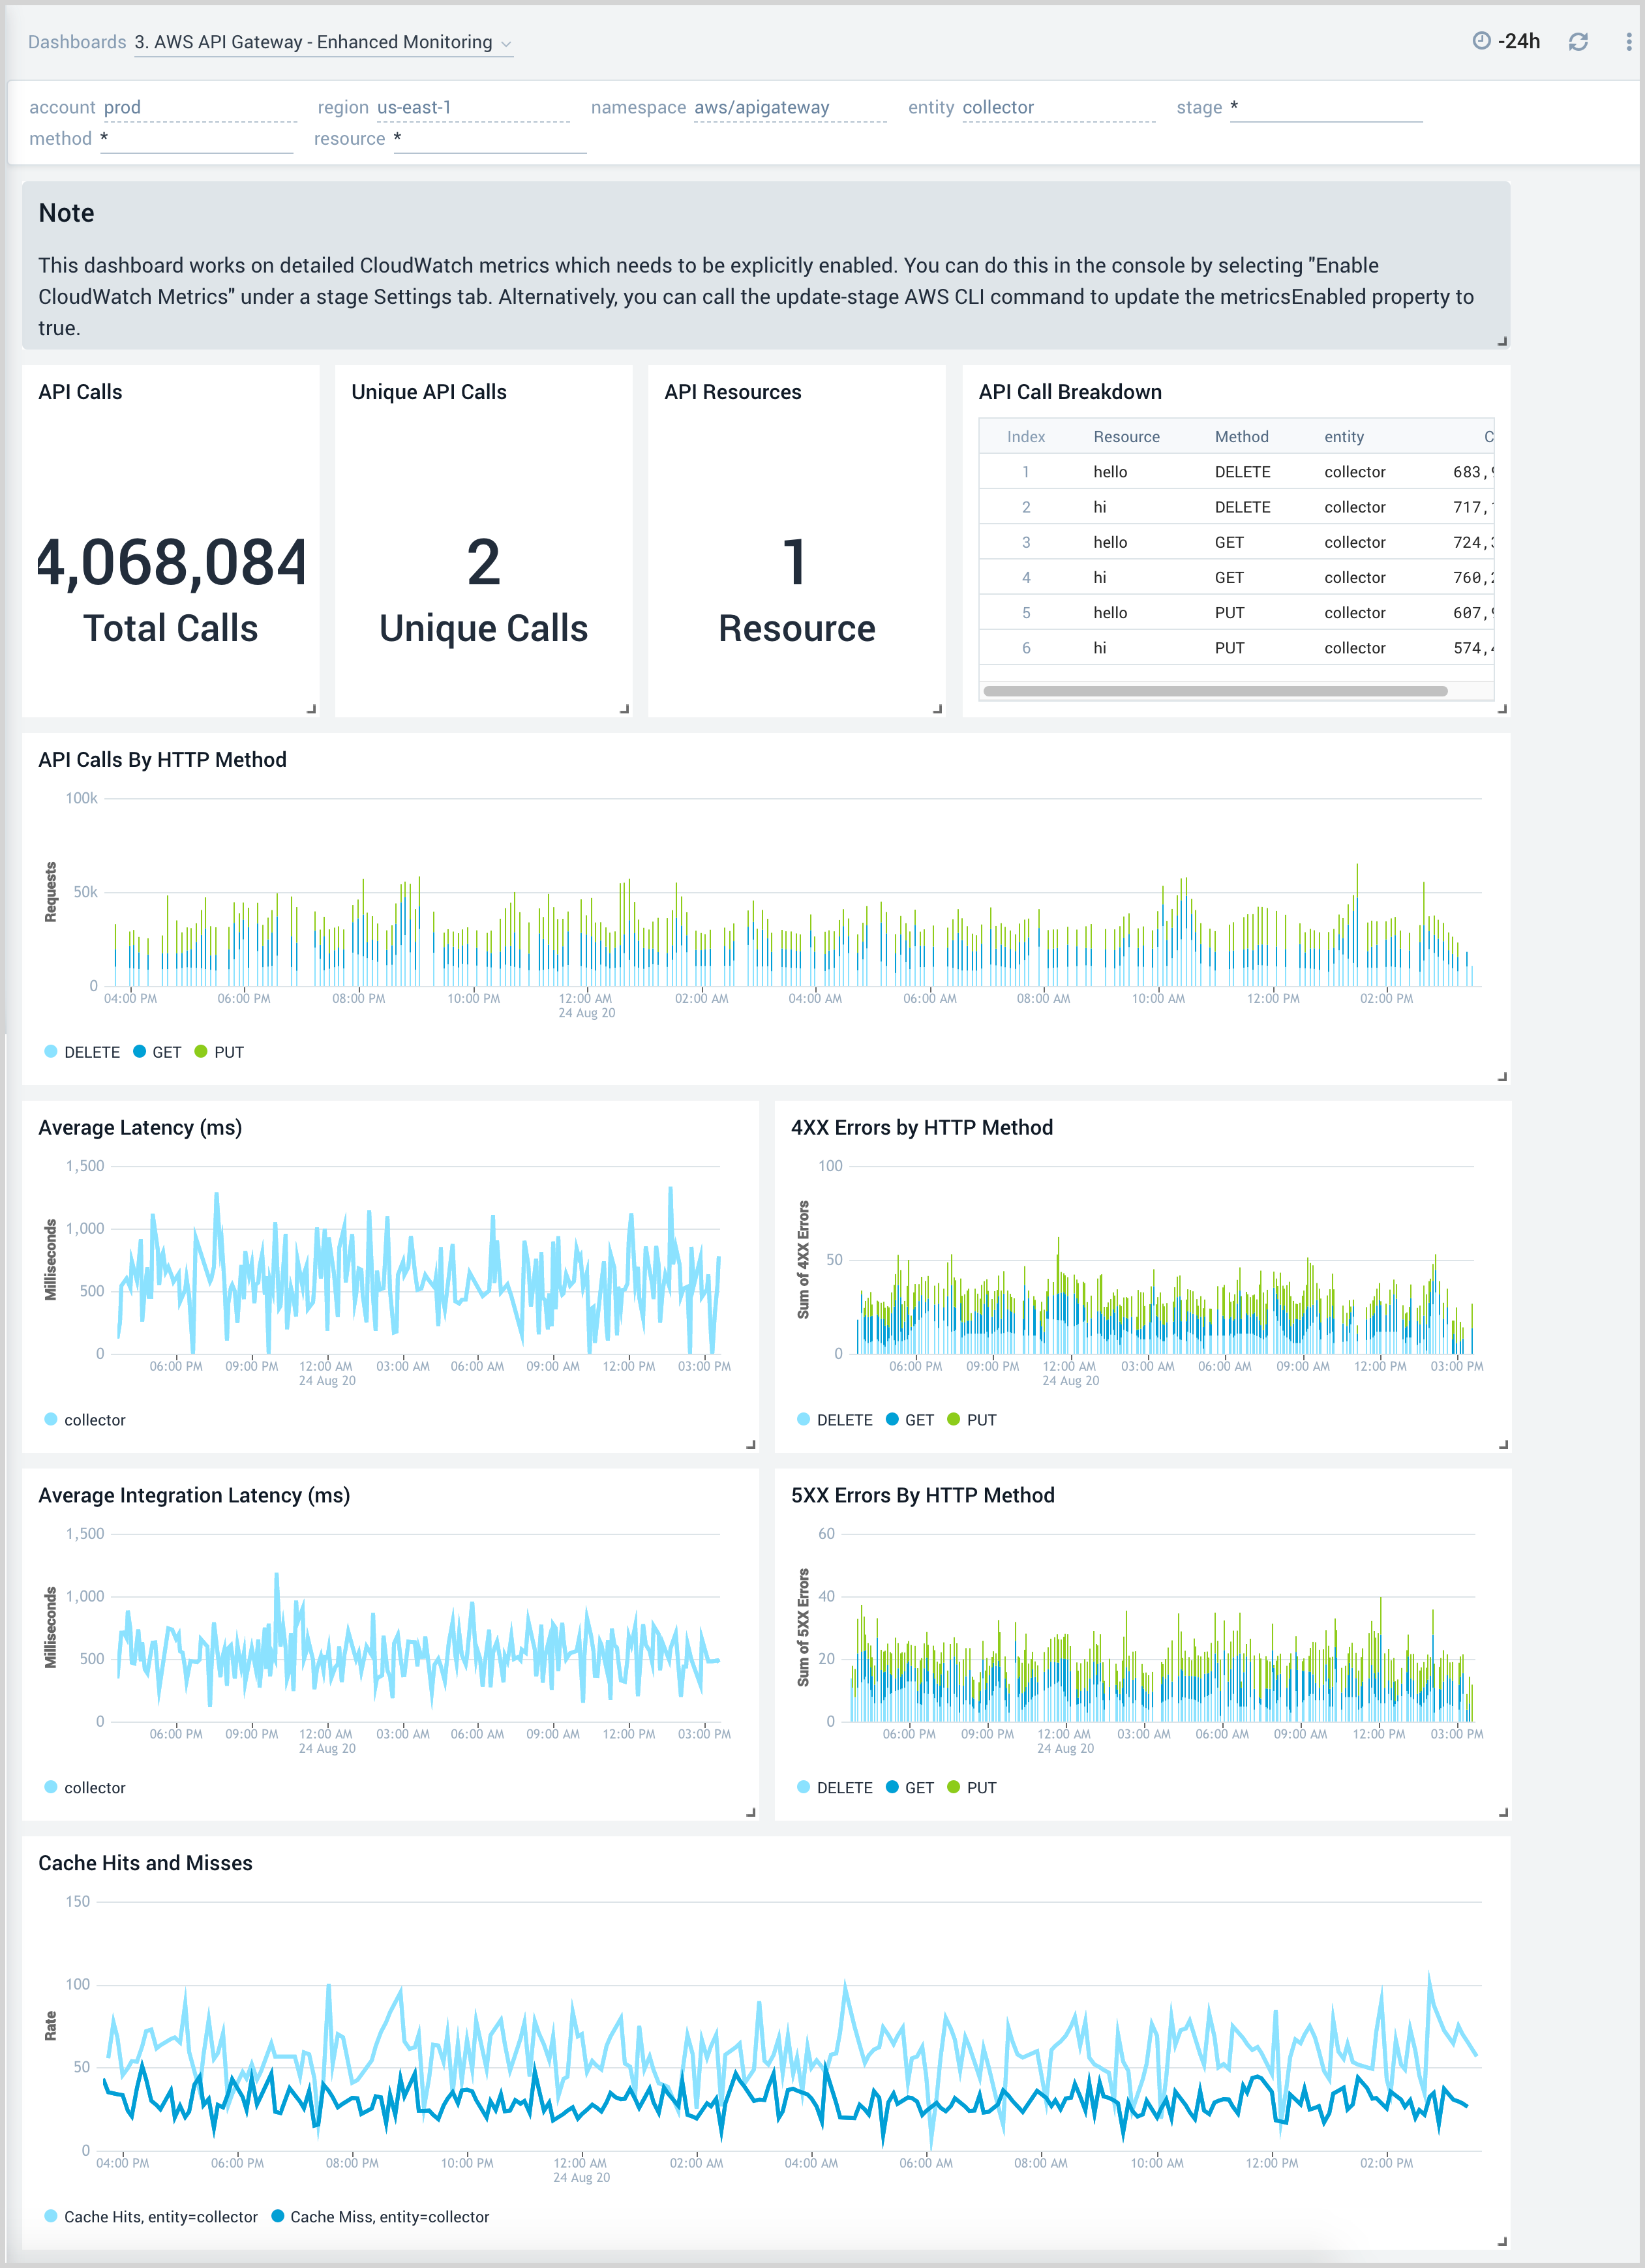 Dashboards 3. AWS API Gateway - Enhanced Monitoring
-24h
account prod region us-east-1 namespace aws/apigateway entity collector stage *
method * resource *
Note
This dashboard works on detailed CloudWatch metrics which needs to be explicitly enabled. You can do this in the console by selecting "Enable
CloudWatch Metrics" under a stage Settings tab. Alternatively, you can call the update-stage AWS CLI command to update the metricsEnabled property to
true.
API Calls
4,068,084
Total Calls
Unique API Calls
2
Unique Calls
API Resources
1
Resource
API Call Breakdown
Index Resource Method entity
1 hello DELETE collector 683,
2 hi DELETE collector 717,
3 hello GET collector 724,
4 hi GET collector 760,
5 hello PUT collector 607,
6 hi PUT collector 574,
API Calls By HTTP Method
Requests
100k
50k
0
04:00 PM 06:00 PM 08:00 PM 10:00 PM 12:00 AM 02:00 AM 04:00 AM 06:00 AM 08:00 AM 10:00 AM 12:00 PM 02:00 PM
24 Aug 20
DELETE GET PUT
Average Latency (ms)
Milliseconds
1,500
1,000
500
0
06:00 PM 09:00 PM 12:00 AM 03:00 AM 06:00 AM 09:00 AM 12:00 PM 03:00 PM
24 Aug 20
collector
4XX Errors by HTTP Method
Sum of 4XX Errors
100
50
0
06:00 PM 09:00 PM 12:00 AM 03:00 AM 06:00 AM 09:00 AM 12:00 PM 03:00 PM
24 Aug 20
DELETE GET PUT
Average Integration Latency (ms)
Milliseconds
1,500
1,000
500
0
06:00 PM 09:00 PM 12:00 AM 03:00 AM 06:00 AM 09:00 AM 12:00 PM 03:00 PM
24 Aug 20
collector
5XX Errors By HTTP Method
Sum of 5XX Errors
60
40
20
0
06:00 PM 09:00 PM 12:00 AM 03:00 AM 06:00 AM 09:00 AM 12:00 PM 03:00 PM
24 Aug 20
DELETE GET PUT
Cache Hits and Misses
Rate
150
100
50
0
04:00 PM 06:00 PM 08:00 PM 10:00 PM 12:00 AM 02:00 AM 04:00 AM 06:00 AM 08:00 AM 10:00 AM 12:00 PM 02:00 PM
24 Aug 20
Cache Hits, entity=collector Cache Miss, entity=collector